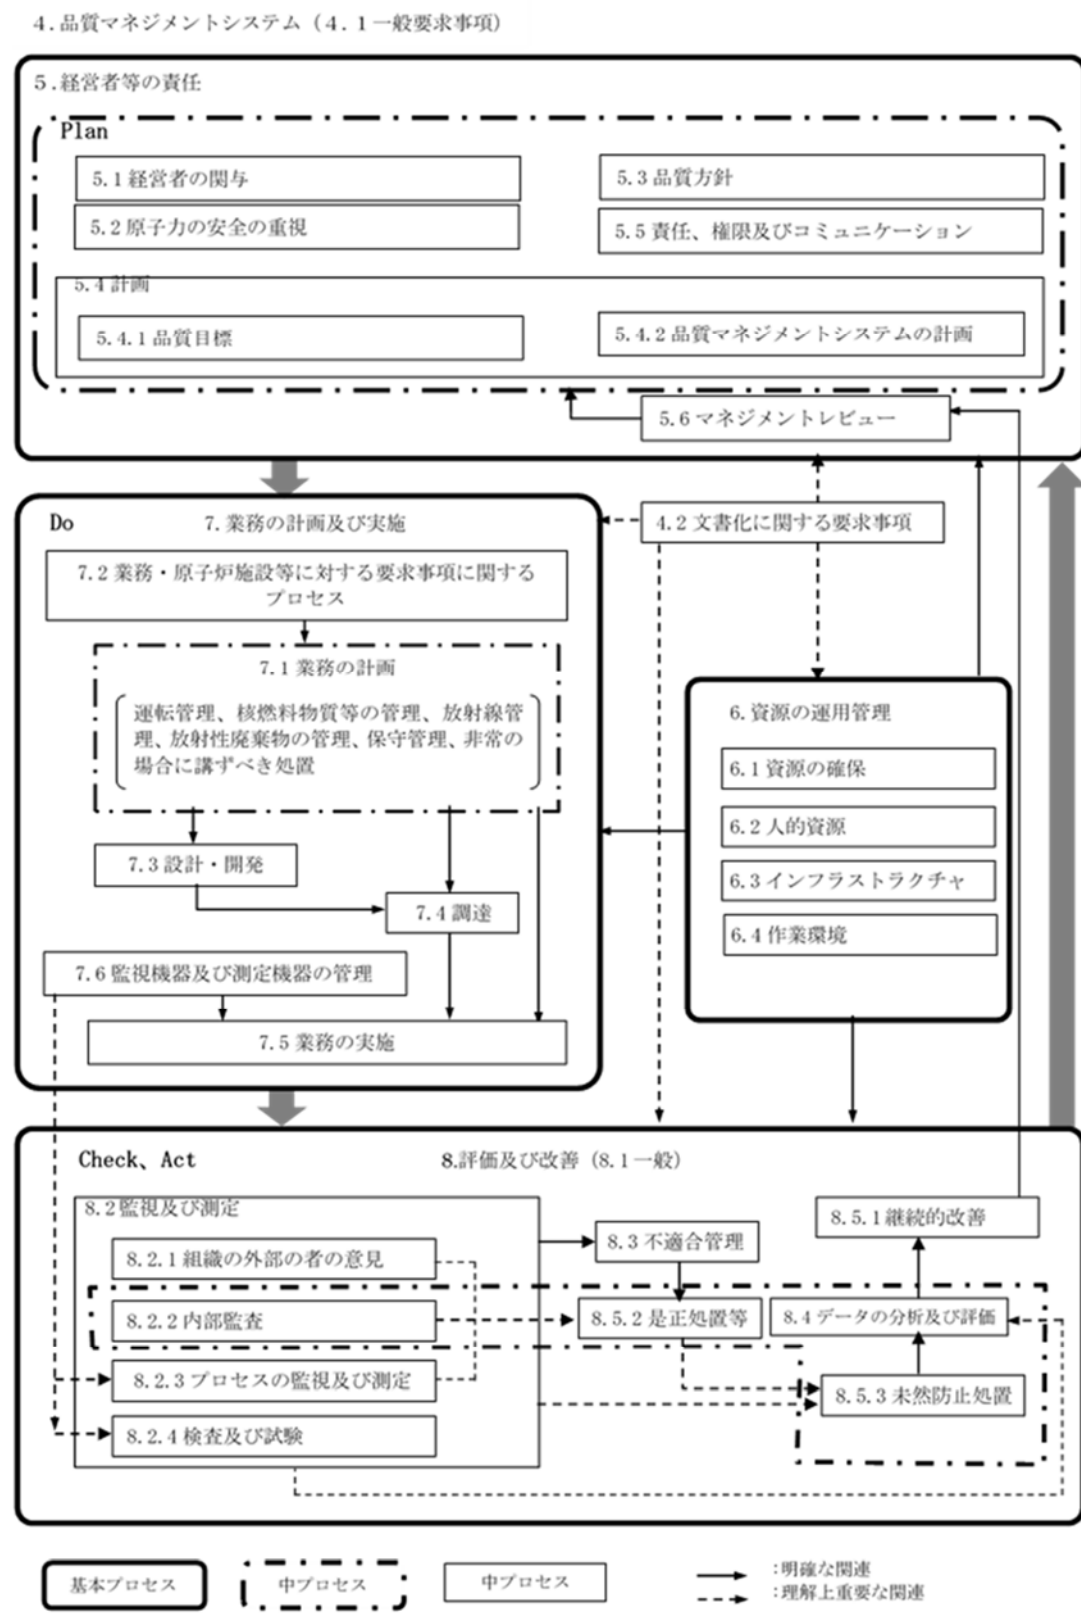 4.品質マネジメントシステム（4.1一般要求事項）
5.経営者等の責任
Plan
5.1経営者の関与
5.3品質方針
5.2原子力の安全の重視
5.5責任、権限及びコミュニケーション
5.4計画
5.4.1品質目標
5.4.2品質マネジメントシステムの計画
5.6マネジメントレビュー
Do
7.業務の計画及び実施
4.2文書化に関する要求事項
7.2業務・原子炉施設等に対する要求事項に関する
プロセス
7.1業務の計画
運転管理、核燃料物質等の管理、放射線管
理、放射性廃棄物の管理、保守管理、非常の
場合に講ずべき処置
6.資源の運用管理
6.1資源の確保
6.2人的資源
6.3インフラストラクチャ
6.4作業環境
7.3設計・開発
7.4調達
7.6監視機器及び測定機器の管理
7.5業務の実施
Check、Act
8.評価及び改善（8.1一般）
8.2監視及び測定
8.5.1継続的改善
8.3不適合管理
8.2.1組織の外部の者の意見
8.2.2内部監査
8.5.2是正処置等
8.4データの分析及び評価
8.2.3プロセスの監視及び測定
8.5.3未然防止処置
8.2.4検査及び試験
基本プロセス
中プロセス
中プロセス
:明確な関連
:理解上重要な関連